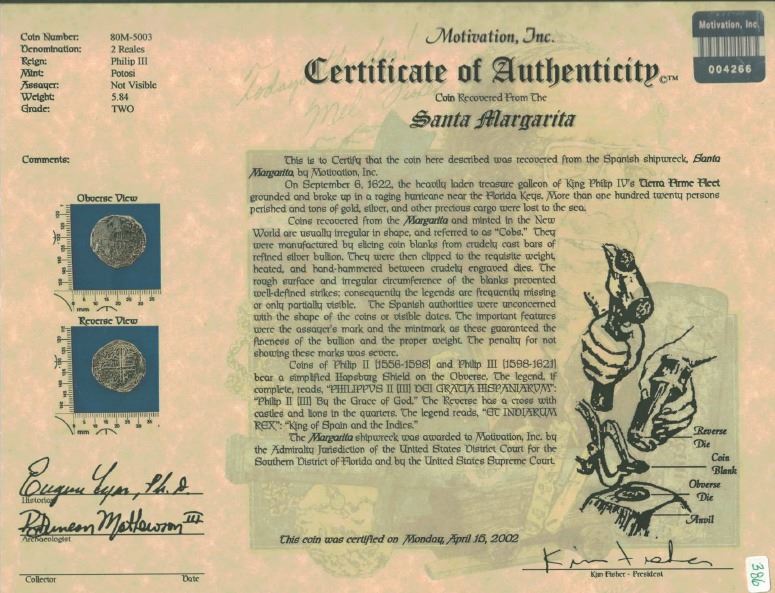 Coin Number: 80M-5003
Denomination: 2 Reales
Reign: Philip III
Mint: Potosi
Assayer: Not Visible
Weight: 5.84
Grade: TWO
Comments:
Obverse View
mm
Reverse View
mm
Eugene Lyon, Ph.D.
Historian
R. Duncan Mathewson III
Archaeologist
Collector Date
Motivation, Inc.
Certificate of Authenticity ©™
Coin Recovered From The
Santa Margarita
Motivation, Inc.
004266
This is to Certify that the coin here described was recovered from the Spanish shipwreck, Santa
Margarita, by Motivation, Inc.
On September 6, 1622, the heavily laden treasure galleon of King Philip IV's Tierra Firme Fleet
grounded and broke up in a raging hurricane near the Florida Keys. More than one hundred twenty persons
perished and tons of gold, silver, and other precious cargo were lost to the sea.
Coins recovered from the Margarita and minted in the New
World are usually irregular in shape, and referred to as "Cobs." They
were manufactured by slicing coin blanks from crudely cast bars of
refined silver bullion. They were then clipped to the requisite weight,
heated, and hand-hammered between crudely engraved dies. The
rough surface and irregular circumference of the blanks prevented
well-defined strikes; consequently the legends are frequently missing
or only partially visible. The Spanish authorities were unconcerned
with the shape of the coins or visible dates. The important features
were the assayer's mark and the mintmark as these guaranteed the
fineness of the bullion and the proper weight. The penalty for not
showing these marks was severe.
Coins of Philip II [1556-1598] and Philip III [1598-1621]
bear a simplified Hapsburg Shield on the Obverse. The legend, if
complete, reads, "PHILIPPVS II [III] DEI GRATIA HISPANIARVM":
"Philip II [III] By the Grace of God." The Reverse has a cross with
castles and lions in the quarters. The legend reads, "ET INDIARUM
REX": "King of Spain and the Indies."
The Margarita shipwreck was awarded to Motivation, Inc. by
the Admiralty Jurisdiction of the United States District Court for the
Southern District of Florida and by the United States Supreme Court.
Reverse
Die
Coin
Blank
Obverse
Die
Anvil
This coin was certified on Monday, April 15, 2002
Kim Fisher
Kim Fisher - President
386